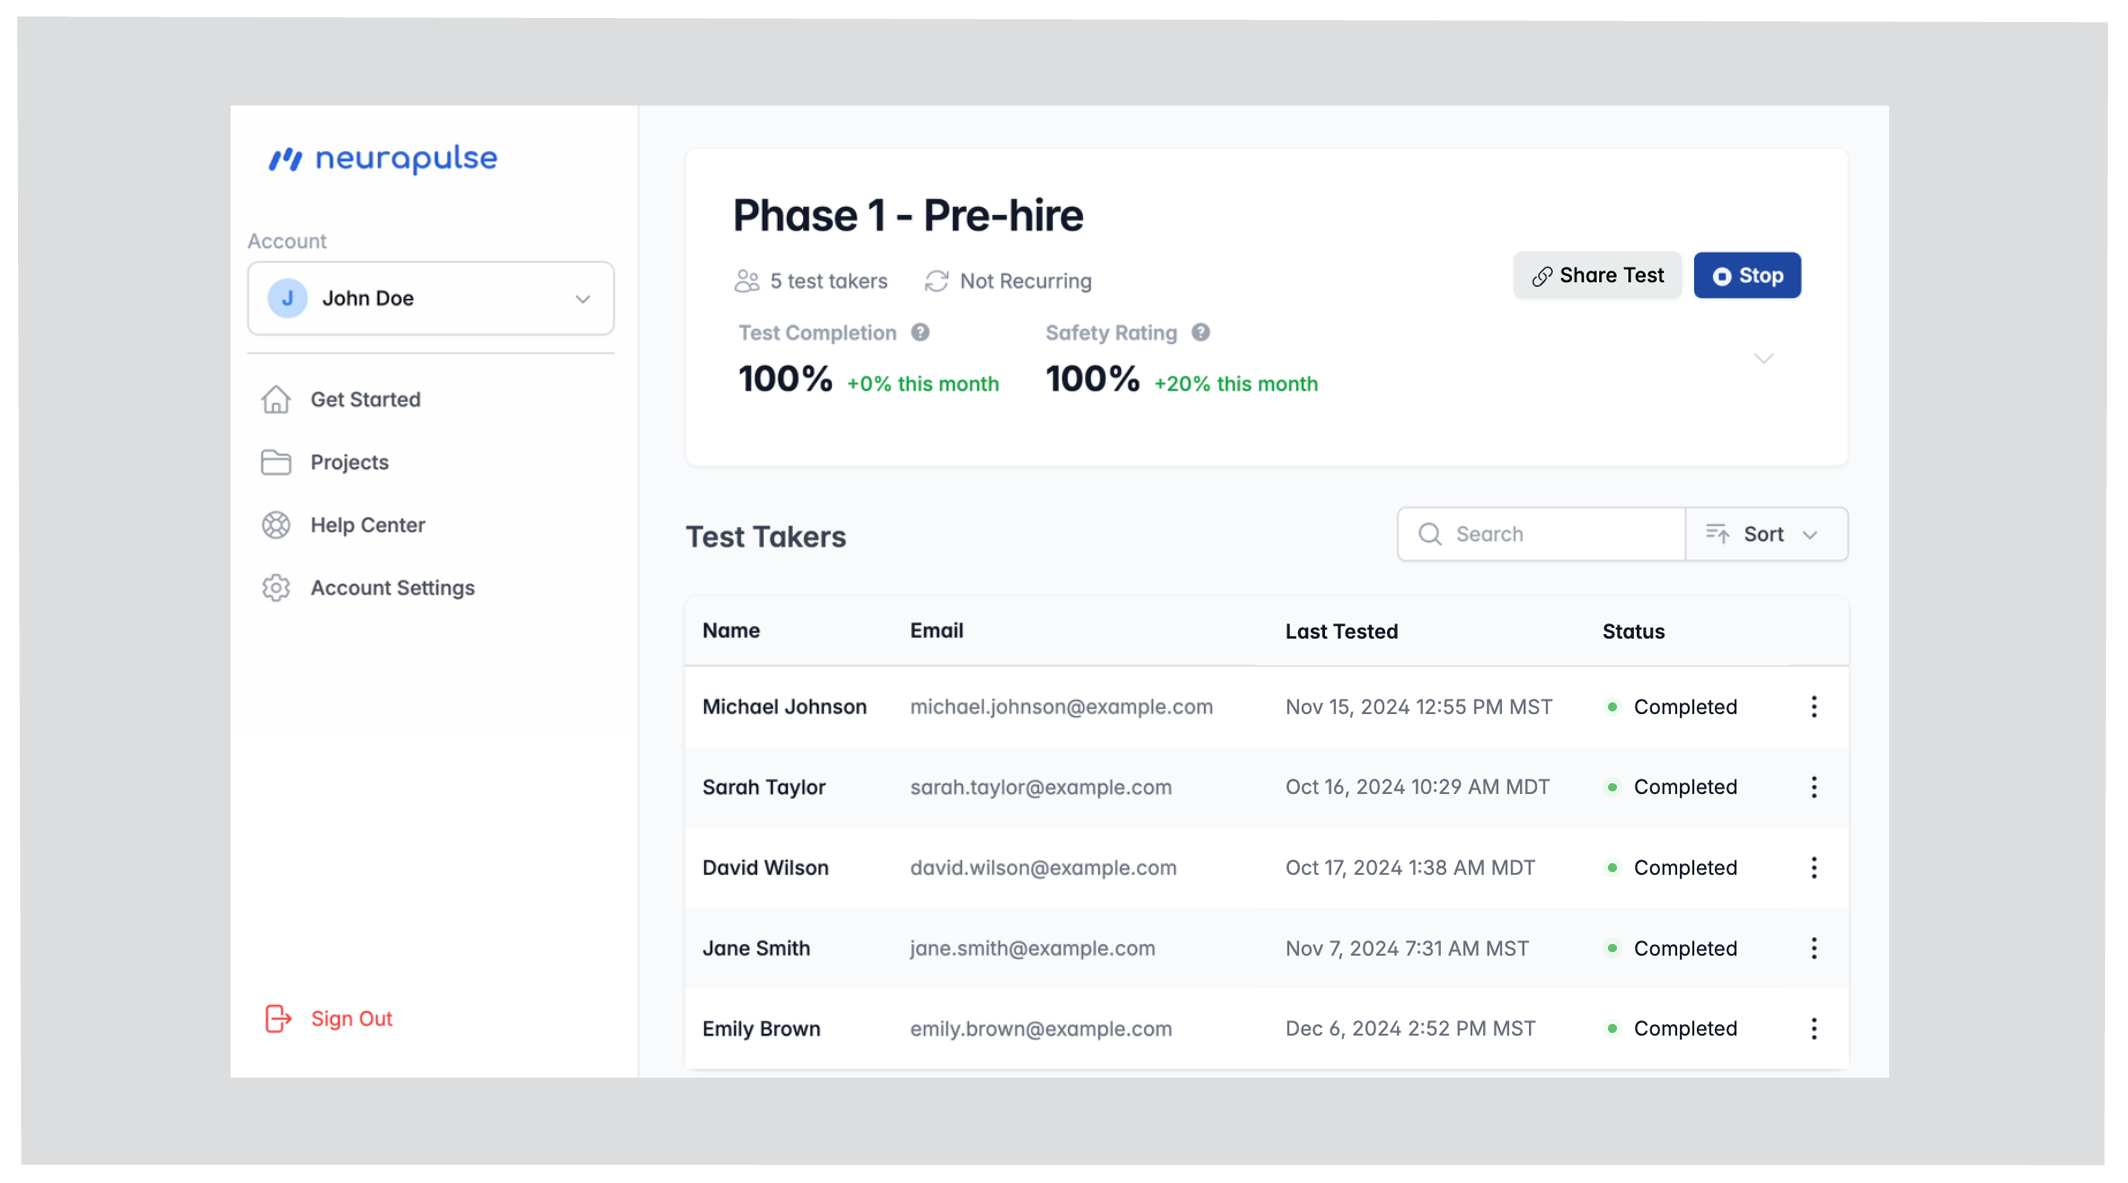 neurapulse
Account
J John Doe
Get Started
Projects
Help Center
Account Settings
Sign Out
Phase 1 - Pre-hire
5 test takers Not Recurring
Share Test Stop
Test Completion ? Safety Rating ?
100% +0% this month 100% +20% this month
Test Takers
Search Sort
Name Email Last Tested Status
Michael Johnson michael.johnson@example.com Nov 15, 2024 12:55 PM MST Completed
Sarah Taylor sarah.taylor@example.com Oct 16, 2024 10:29 AM MDT Completed
David Wilson david.wilson@example.com Oct 17, 2024 1:38 AM MDT Completed
Jane Smith jane.smith@example.com Nov 7, 2024 7:31 AM MST Completed
Emily Brown emily.brown@example.com Dec 6, 2024 2:52 PM MST Completed